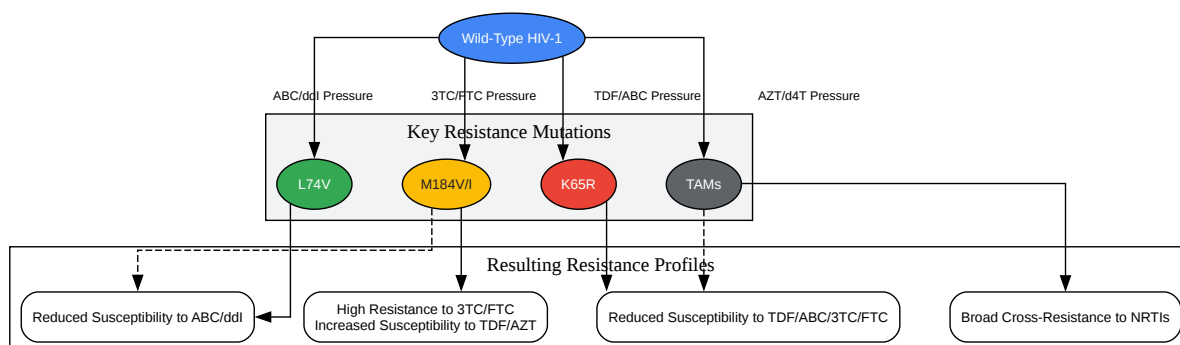 Wild-Type HIV-1
ABC/ddI Pressure
3TC/FTC Pressure
TDF/ABC Pressure
AZT/d4T Pressure
Key Resistance Mutations
L74V
M184V/I
K65R
TAMs
Resulting Resistance Profiles
Reduced Susceptibility to ABC/ddI
High Resistance to 3TC/FTC
Increased Susceptibility to TDF/AZT
Reduced Susceptibility to TDF/ABC/3TC/FTC
Broad Cross-Resistance to NRTIs